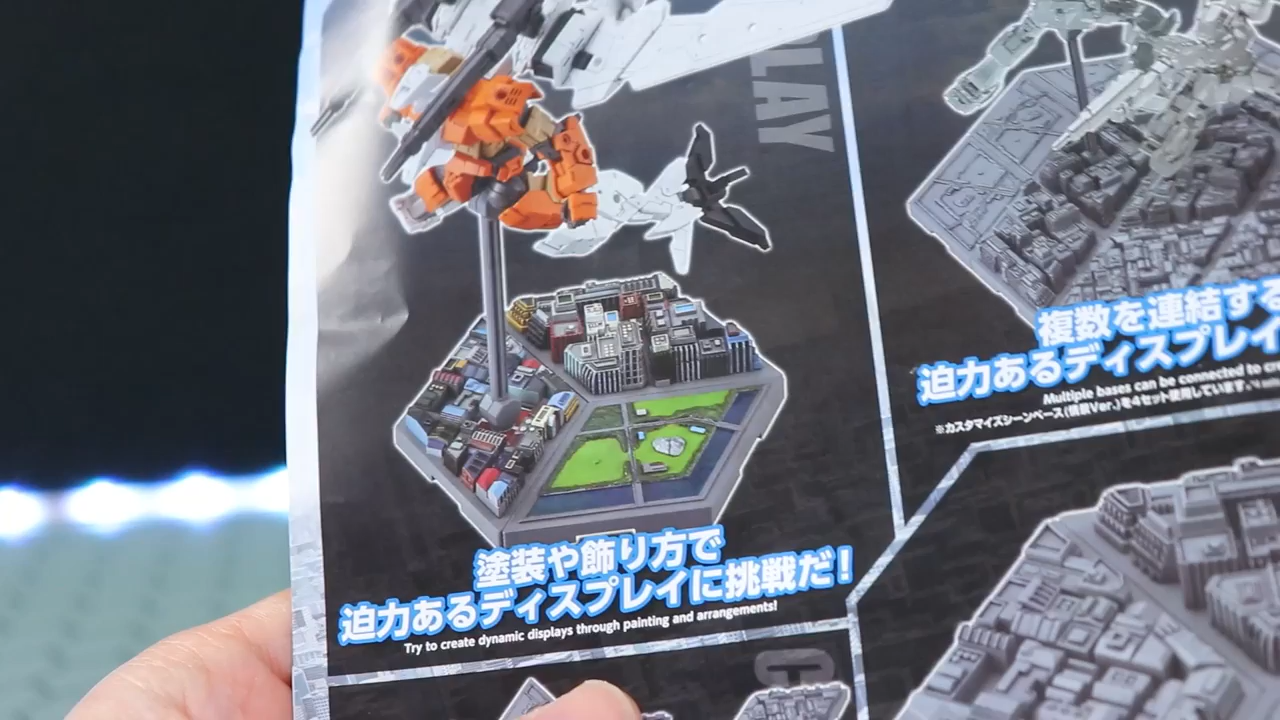 LAY
塗装や飾り方で
迫力あるディスプレイに挑戦だ!
Try to create dynamic displays through painting and arrangements!
複数を連結する
迫力あるディスプレイ
Multiple bases can be connected to cre
※カスタマイズシーンベース(情景Ver.)を4セット使用しています。
C